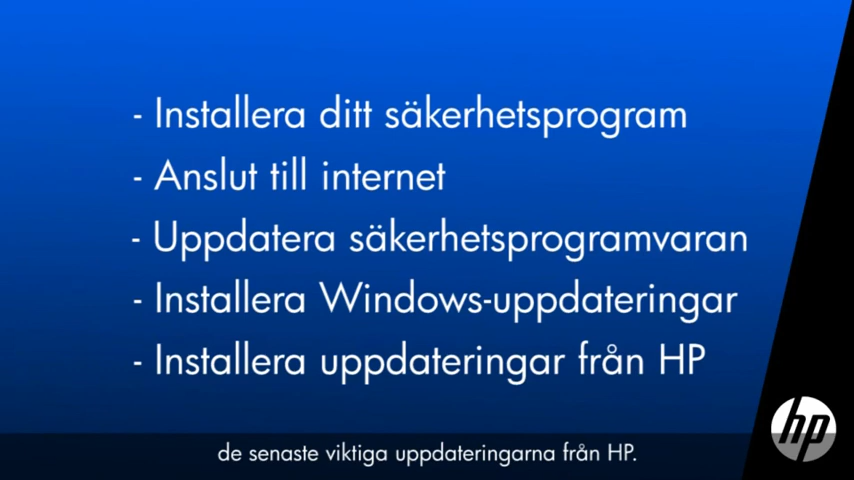 - Installera ditt säkerhetsprogram
- Anslut till internet
- Uppdatera säkerhetsprogramvaran
- Installera Windows-uppdateringar
- Installera uppdateringar från HP
hp
de senaste viktiga uppdateringarna från HP.